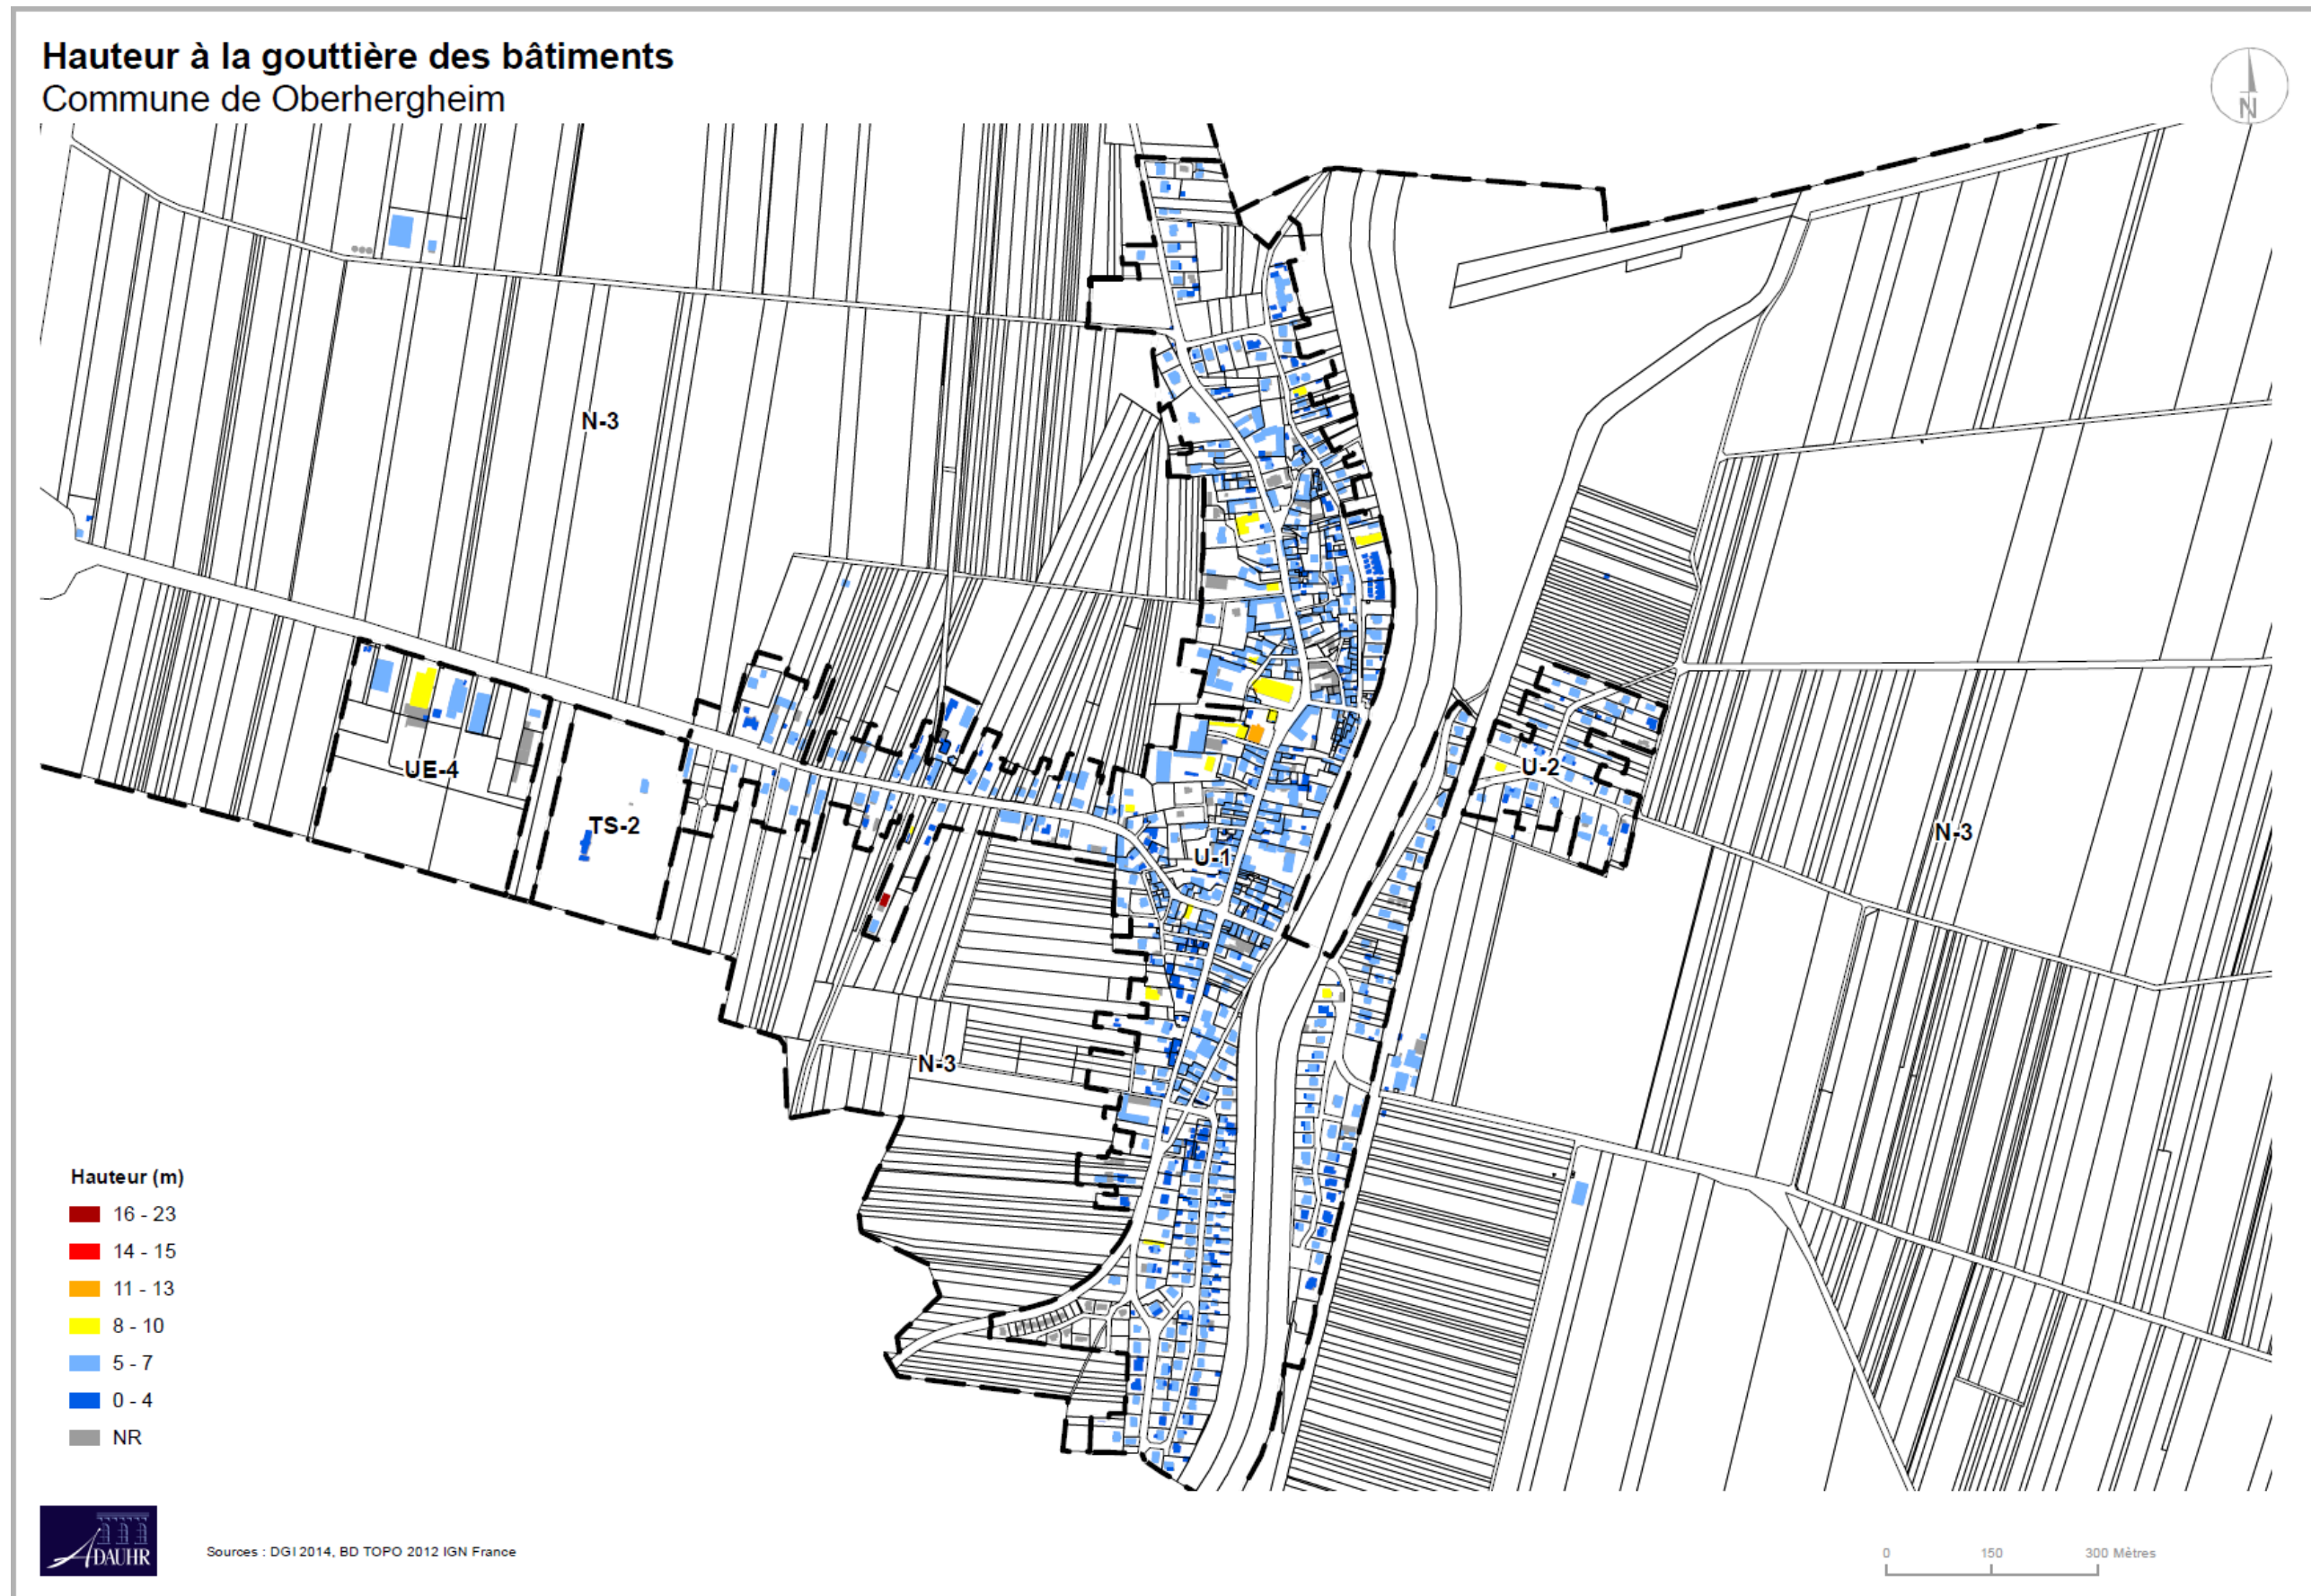 Hauteur à la gouttière des bâtiments
Commune de Oberhergheim
N
N-3
UE-4
TS-2
U-2
N-3
U-1
N-3
Hauteur (m)
16 - 23
14 - 15
11 - 13
8 - 10
5 - 7
0 - 4
NR
ADAUHR
Sources : DGI 2014, BD TOPO 2012 IGN France
0 150 300 Mètres